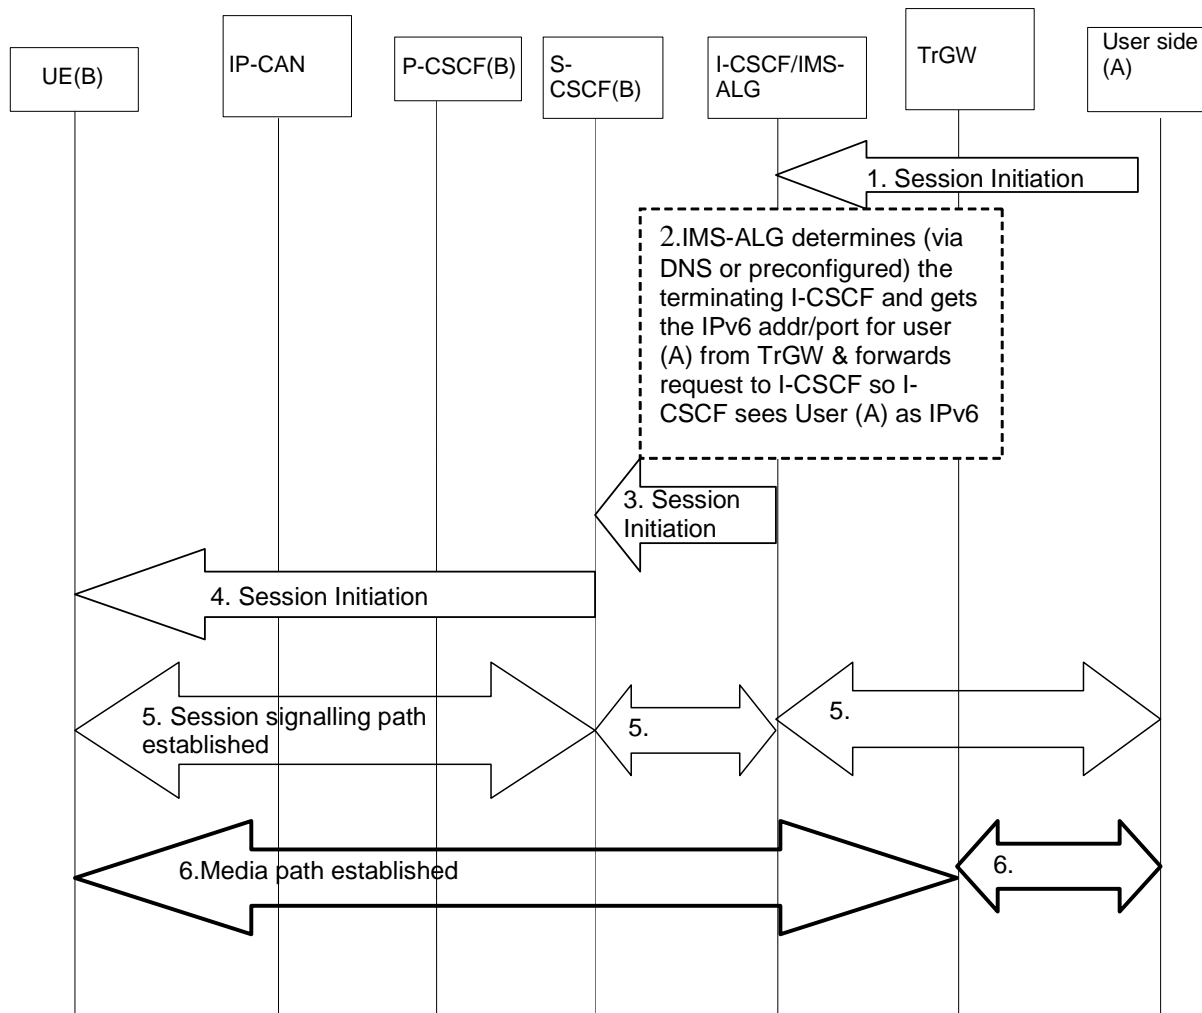 UE(B)
IP-CAN
P-CSCF(B)
S-
CSCF(B)
I-CSCF/IMS-
ALG
TrGW
User side
(A)
1. Session Initiation
2.IMS-ALG determines (via
DNS or preconfigured) the
terminating I-CSCF and gets
the IPv6 addr/port for user
(A) from TrGW & forwards
request to I-CSCF so I-
CSCF sees User (A) as IPv6
3. Session
Initiation
4. Session Initiation
5. Session signalling path
established
5.
5.
6.Media path established
6.